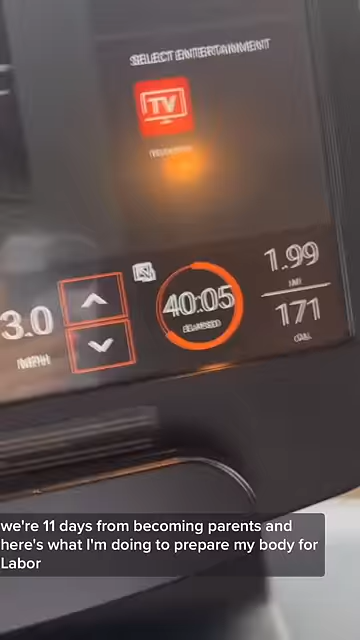 SELECT ENTERTAINMENT
TV
1.99
MI
3.0
MPH
40:05
ELAPSED
171
CAL
we're 11 days from becoming parents and
here's what I'm doing to prepare my body for
Labor